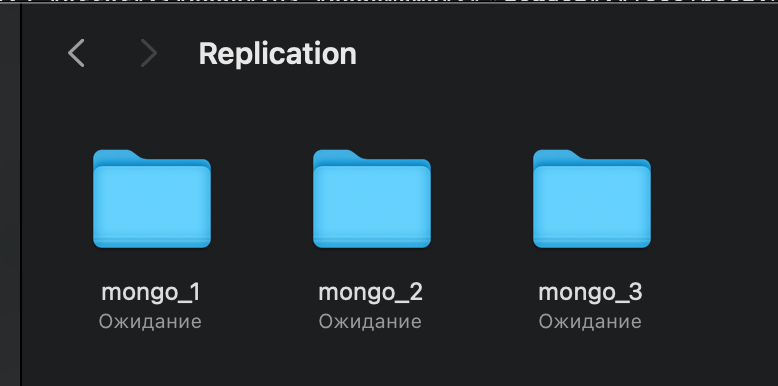 Replication
mongo_1
Ожидание
mongo_2
Ожидание
mongo_3
Ожидание